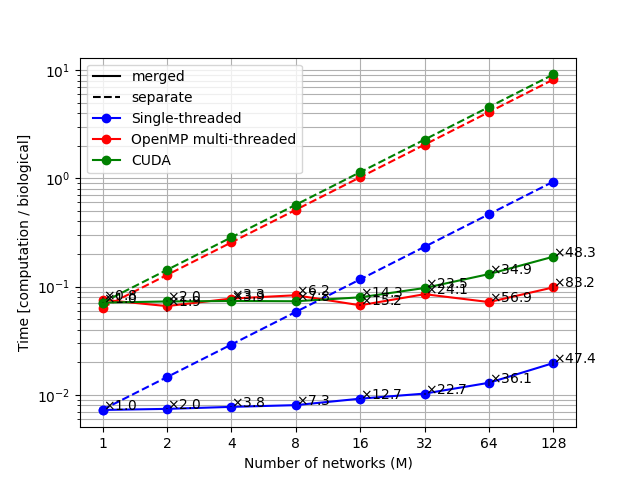 merged
separate
Single-threaded
OpenMP multi-threaded
CUDA
Time [computation / biological]
10¹
10⁰
10⁻¹
10⁻²
×48.3
×34.9
×83.2
×24.1
×56.9
×6.2
×14.3
×15.2
×2.0
×1.9
×47.4
×36.1
×22.7
×12.7
×7.3
×3.8
×2.0
×1.0
1 2 4 8 16 32 64 128
Number of networks (M)